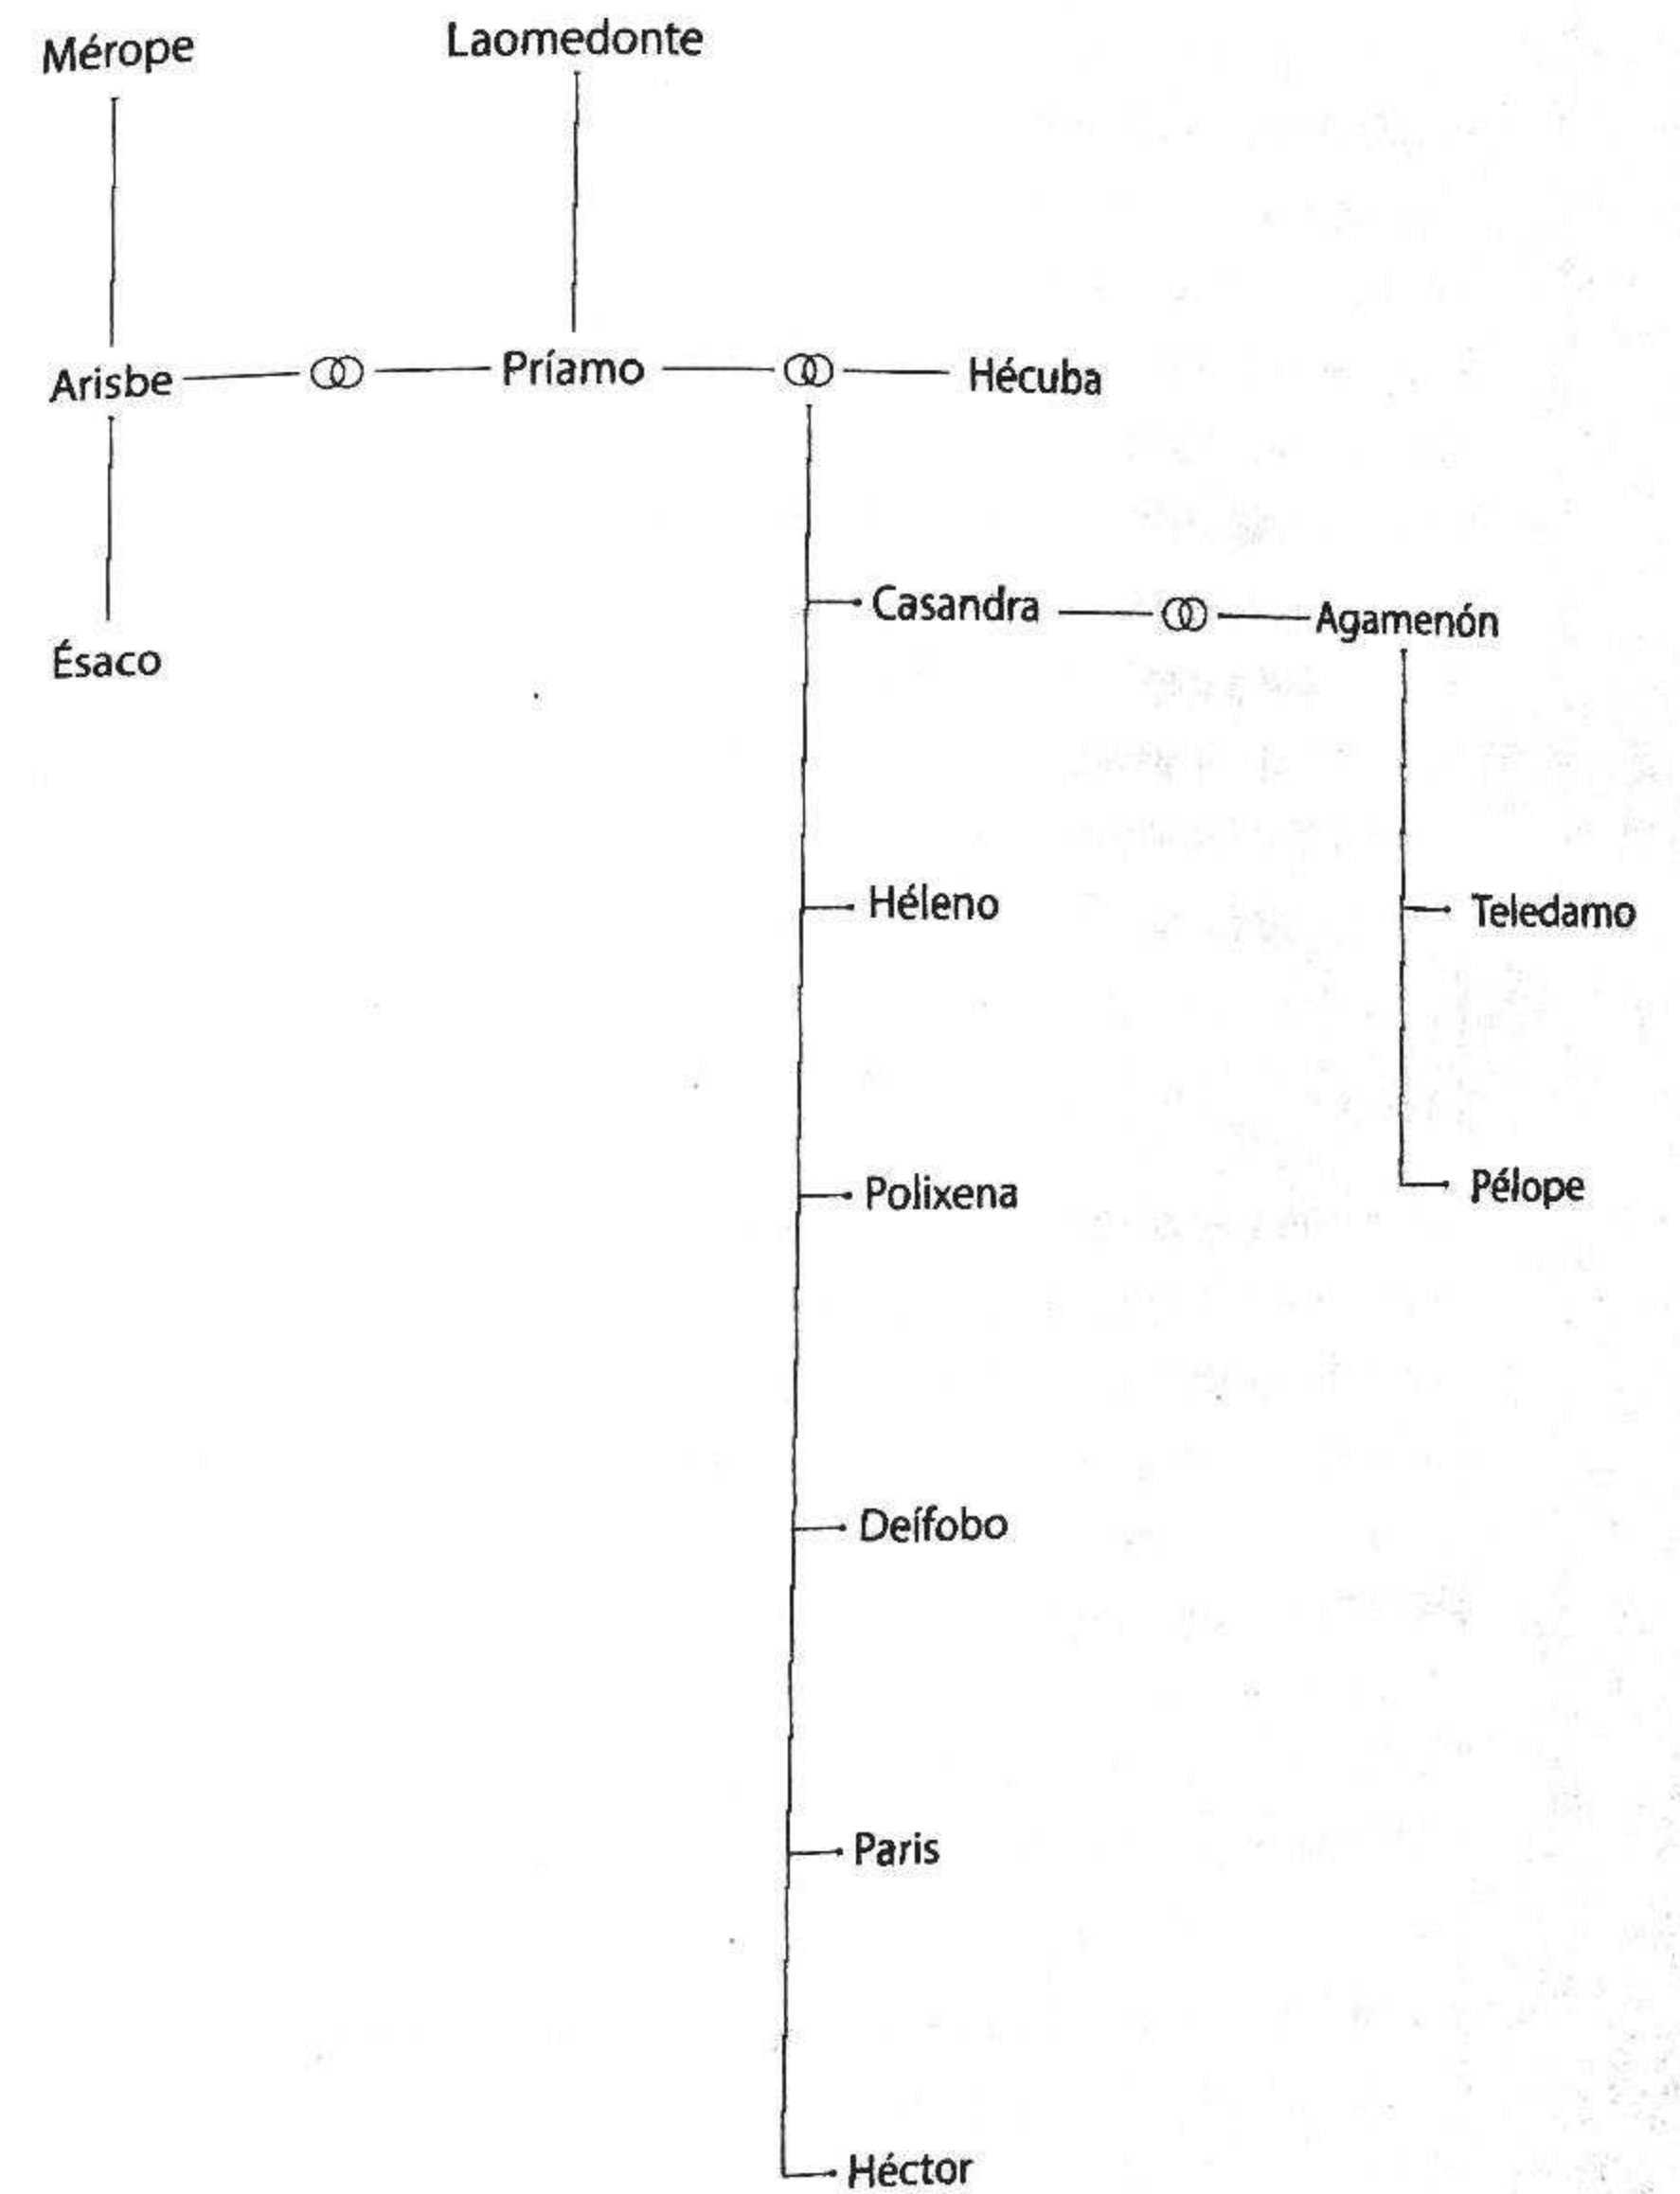 Mérope
Laomedonte
Arisbe
Príamo
Hécuba
Ésaco
Casandra
Agamenón
Héleno
Teledamo
Polixena
Pélope
Deífobo
Paris
Héctor